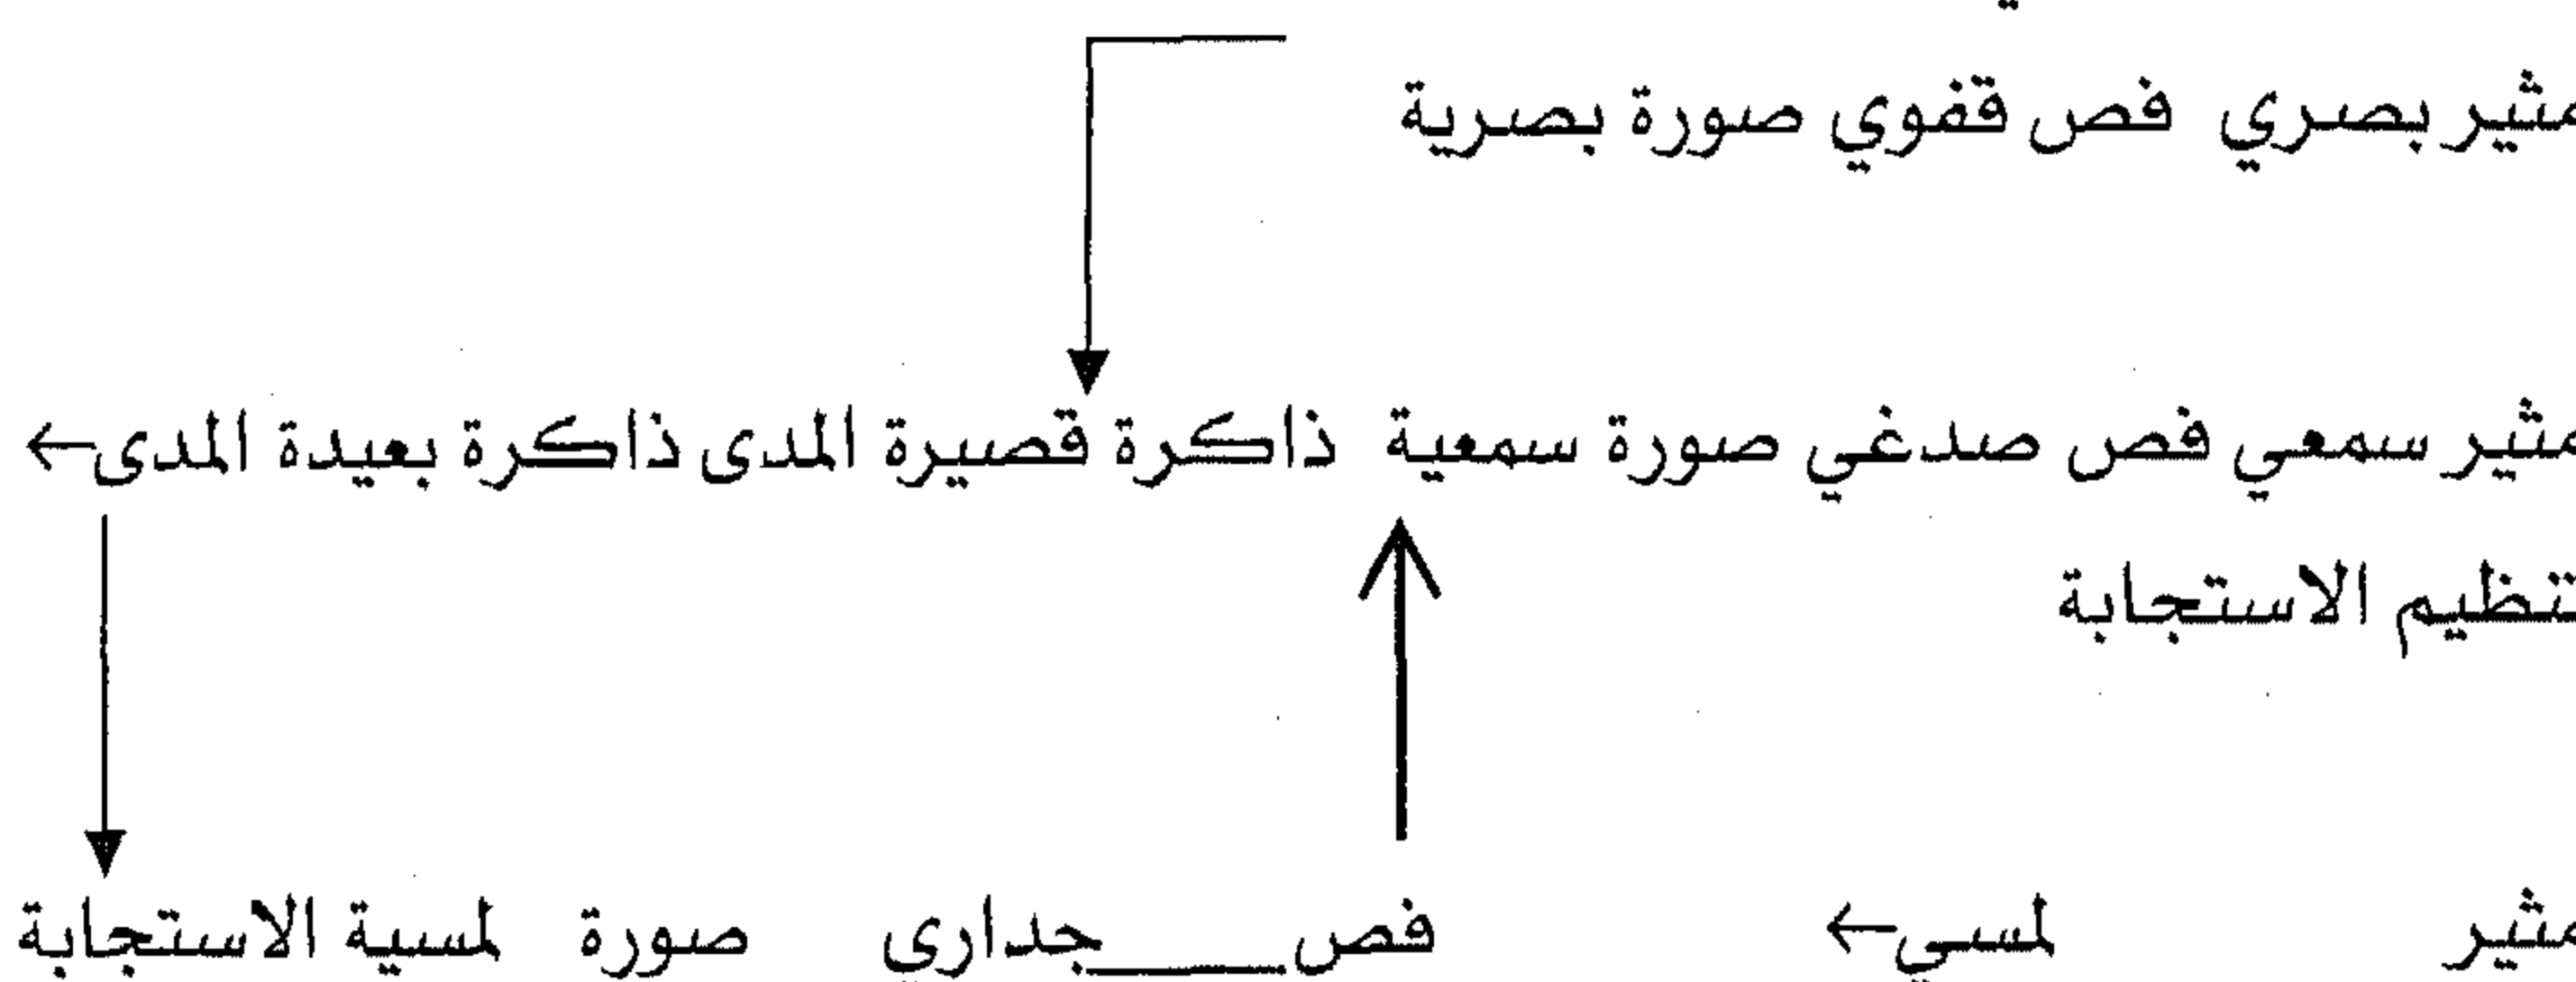 مثير بصري فص قفوي صورة بصرية
مثير سمعي فص صدغي صورة سمعية ذاكرة قصيرة المدى ذاكرة بعيدة المدى←
تنظيم الاستجابة
مثير لمسي← فص جداري صورة لمسية الاستجابة